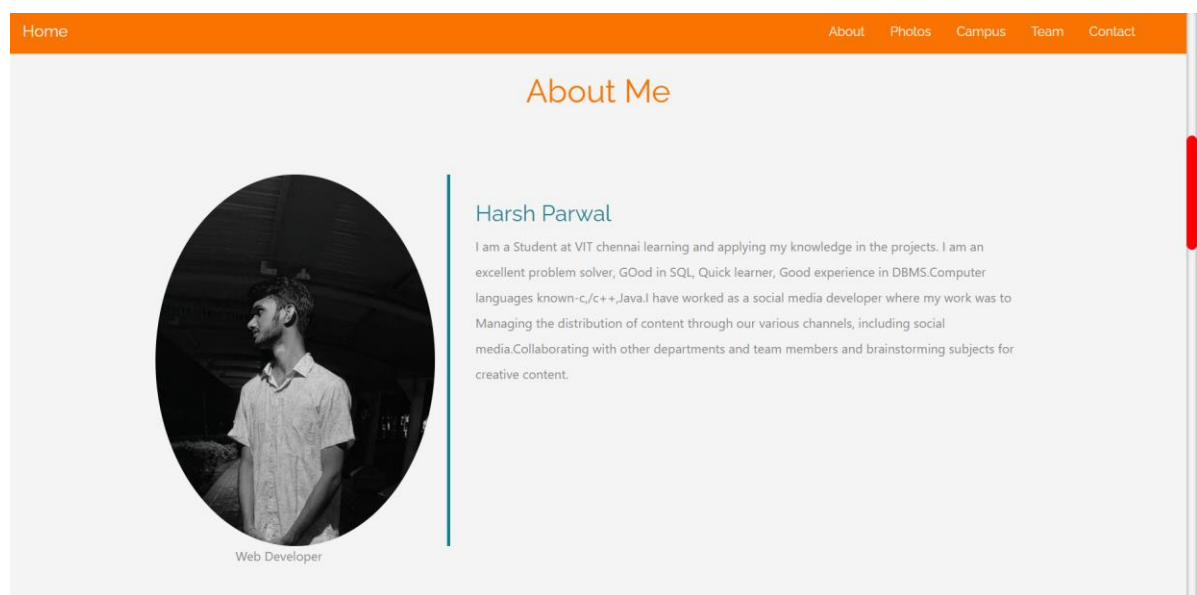 Home
About Photos Campus Team Contact
About Me
Harsh Parwal
I am a Student at VIT chennai learning and applying my knowledge in the projects. I am an
excellent problem solver, GOod in SQL, Quick learner, Good experience in DBMS.Computer
languages known-c,/c++,Java.I have worked as a social media developer where my work was to
Managing the distribution of content through our various channels, including social
media.Collaborating with other departments and team members and brainstorming subjects for
creative content.
Web Developer